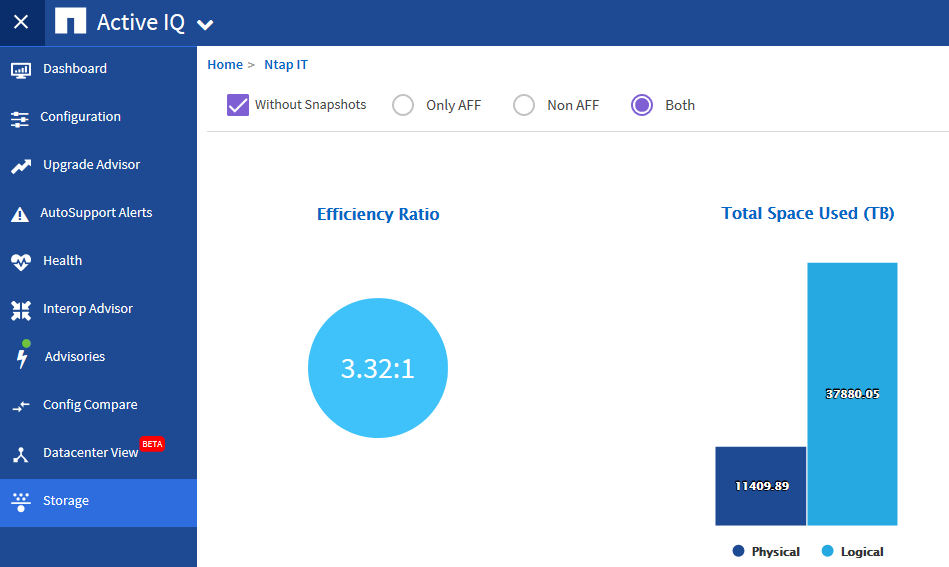 Active IQ
Dashboard
Configuration
Upgrade Advisor
AutoSupport Alerts
Health
Interop Advisor
Advisories
Config Compare
Datacenter View BETA
Storage
Home > Ntap IT
Without Snapshots Only AFF Non AFF Both
Efficiency Ratio
3.32:1
Total Space Used (TB)
37880.05
11409.89
Physical Logical